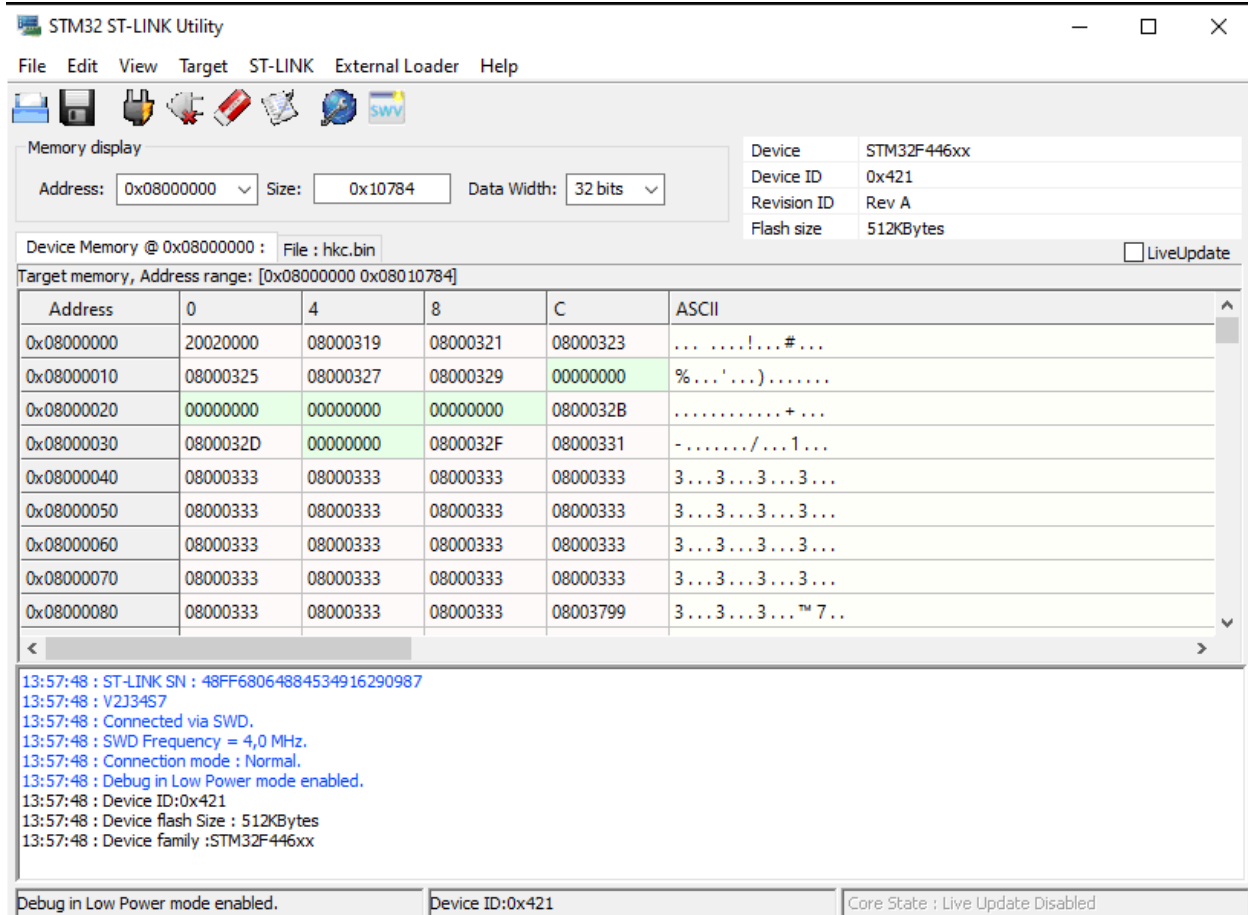 STM32 ST-LINK Utility
File Edit View Target ST-LINK External Loader Help
SWV
Memory display
Address: 0x08000000 Size: 0x10784 Data Width: 32 bits
Device STM32F446xx
Device ID 0x421
Revision ID Rev A
Flash size 512KBytes
Device Memory @ 0x08000000 : File : hkc.bin
LiveUpdate
Target memory, Address range: [0x08000000 0x08010784]
Address 0 4 8 C ASCII
0x08000000 20020000 08000319 08000321 08000323 ... ....!...#...
0x08000010 08000325 08000327 08000329 00000000 %...'...).......
0x08000020 00000000 00000000 00000000 0800032B ............+...
0x08000030 0800032D 00000000 0800032F 08000331 -......./...1...
0x08000040 08000333 08000333 08000333 08000333 3...3...3...3...
0x08000050 08000333 08000333 08000333 08000333 3...3...3...3...
0x08000060 08000333 08000333 08000333 08000333 3...3...3...3...
0x08000070 08000333 08000333 08000333 08000333 3...3...3...3...
0x08000080 08000333 08000333 08000333 08003799 3...3...3...™7..
13:57:48 : ST-LINK SN : 48FF68064884534916290987
13:57:48 : V2J34S7
13:57:48 : Connected via SWD.
13:57:48 : SWD Frequency = 4,0 MHz.
13:57:48 : Connection mode : Normal.
13:57:48 : Debug in Low Power mode enabled.
13:57:48 : Device ID:0x421
13:57:48 : Device flash Size : 512KBytes
13:57:48 : Device family :STM32F446xx
Debug in Low Power mode enabled. Device ID:0x421 Core State : Live Update Disabled